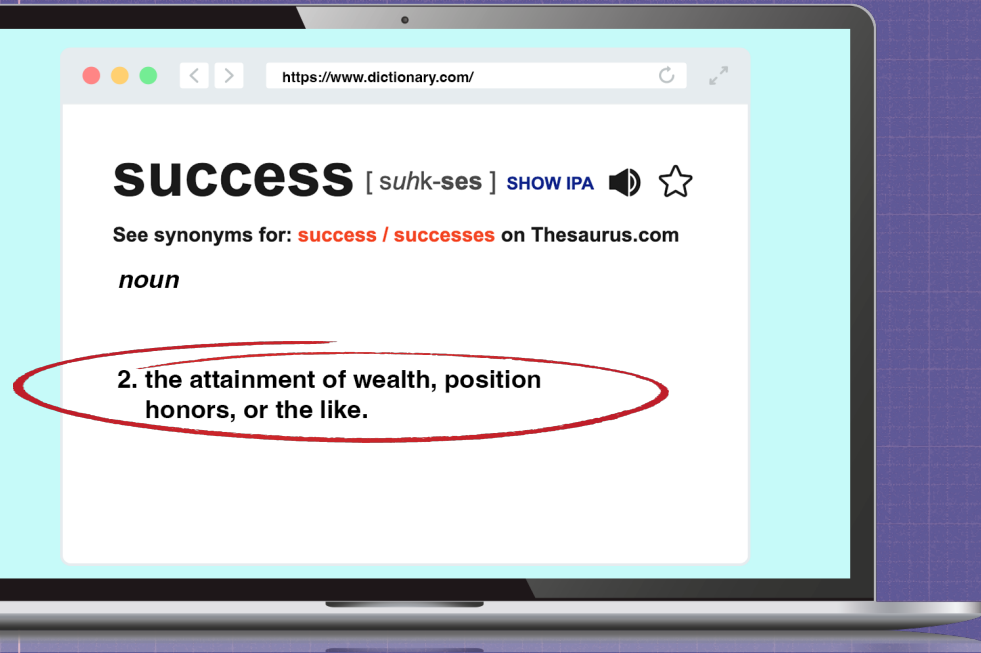 https://www.dictionary.com/
success [ suhk-ses ] SHOW IPA
See synonyms for: success / successes on Thesaurus.com
noun
2. the attainment of wealth, position
honors, or the like.